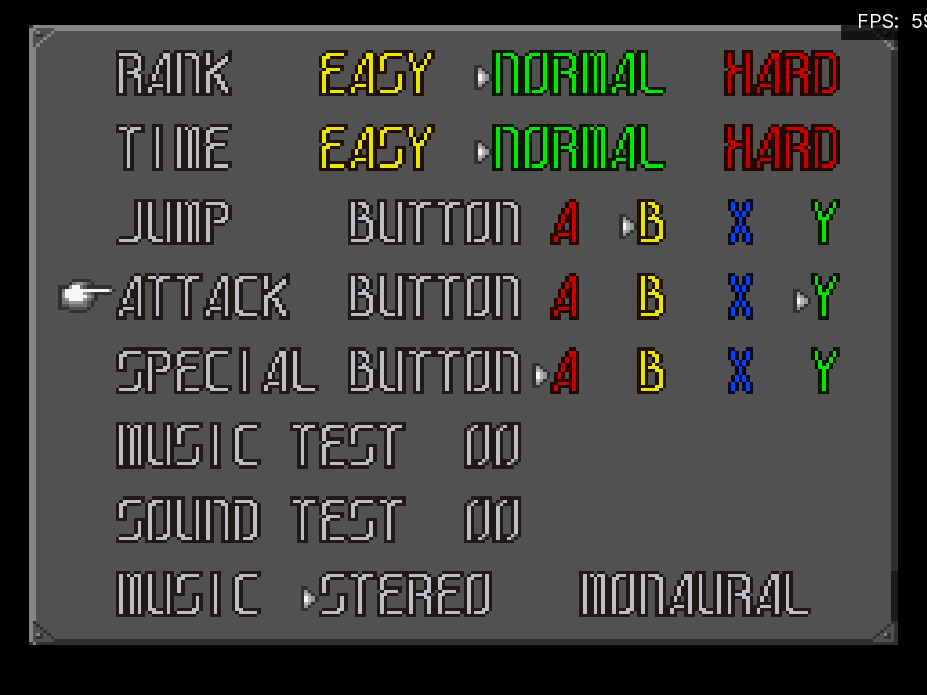 FPS: 59
RANK EASY NORMAL HARD
TIME EASY NORMAL HARD
JUMP BUTTON A B X Y
ATTACK BUTTON A B X Y
SPECIAL BUTTON A B X Y
MUSIC TEST 00
SOUND TEST 00
MUSIC STEREO MONAURAL